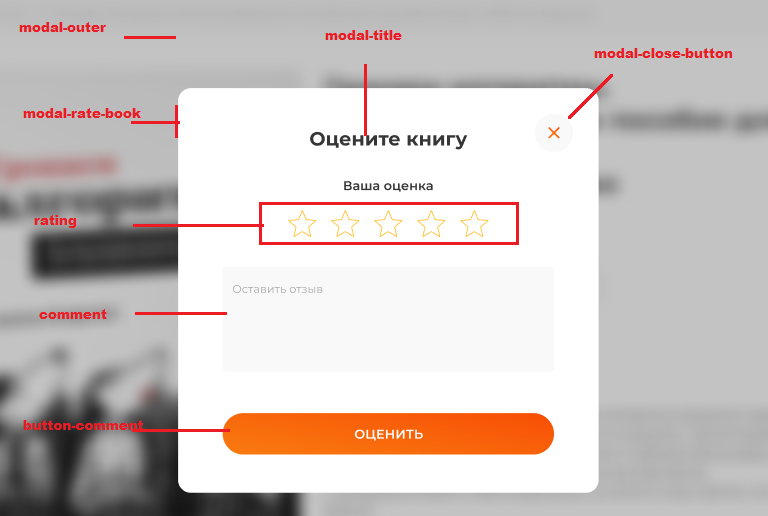 modal-outer
modal-title
modal-close-button
modal-rate-book
Оцените книгу
Ваша оценка
rating
Оставить отзыв
comment
button-comment
ОЦЕНИТЬ